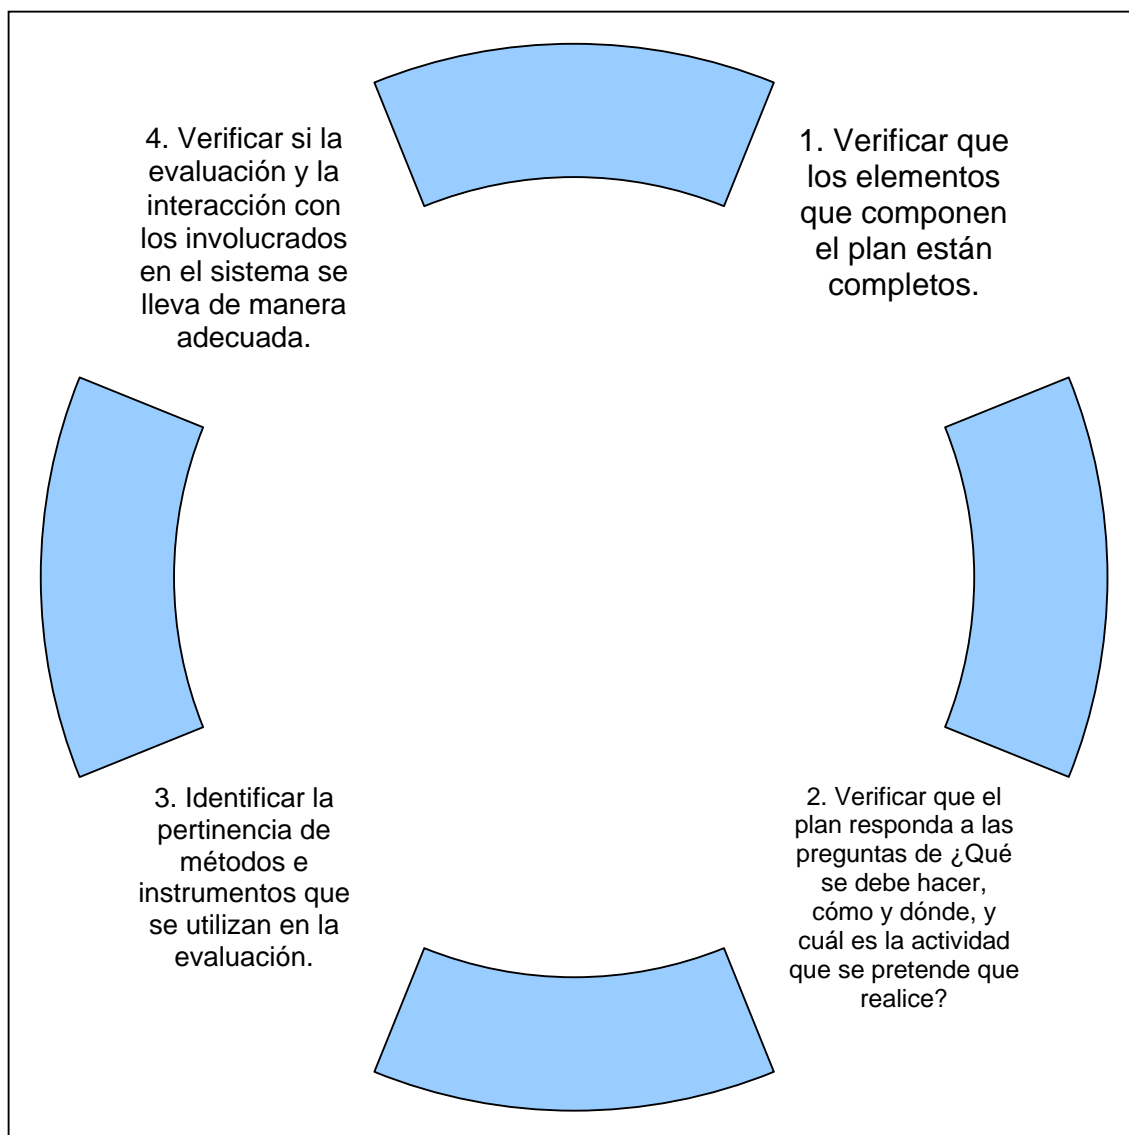 1. Verificar que
los elementos
que componen
el plan están
completos.
2. Verificar que el
plan responda a las
preguntas de ¿Qué
se debe hacer,
cómo y dónde, y
cuál es la actividad
que se pretende que
realice?
3. Identificar la
pertinencia de
métodos e
instrumentos que
se utilizan en la
evaluación.
4. Verificar si la
evaluación y la
interacción con
los involucrados
en el sistema se
lleva de manera
adecuada.